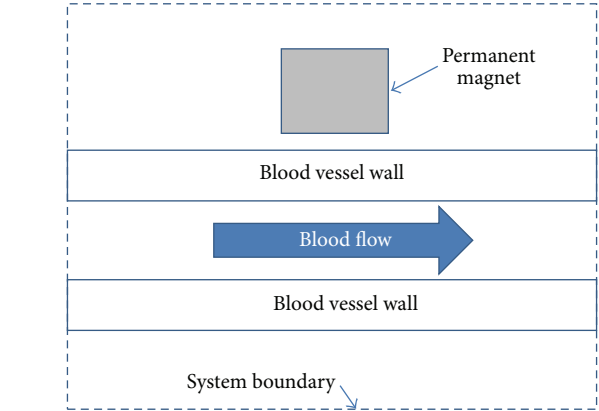 Permanent
magnet
Blood vessel wall
Blood flow
Blood vessel wall
System boundary